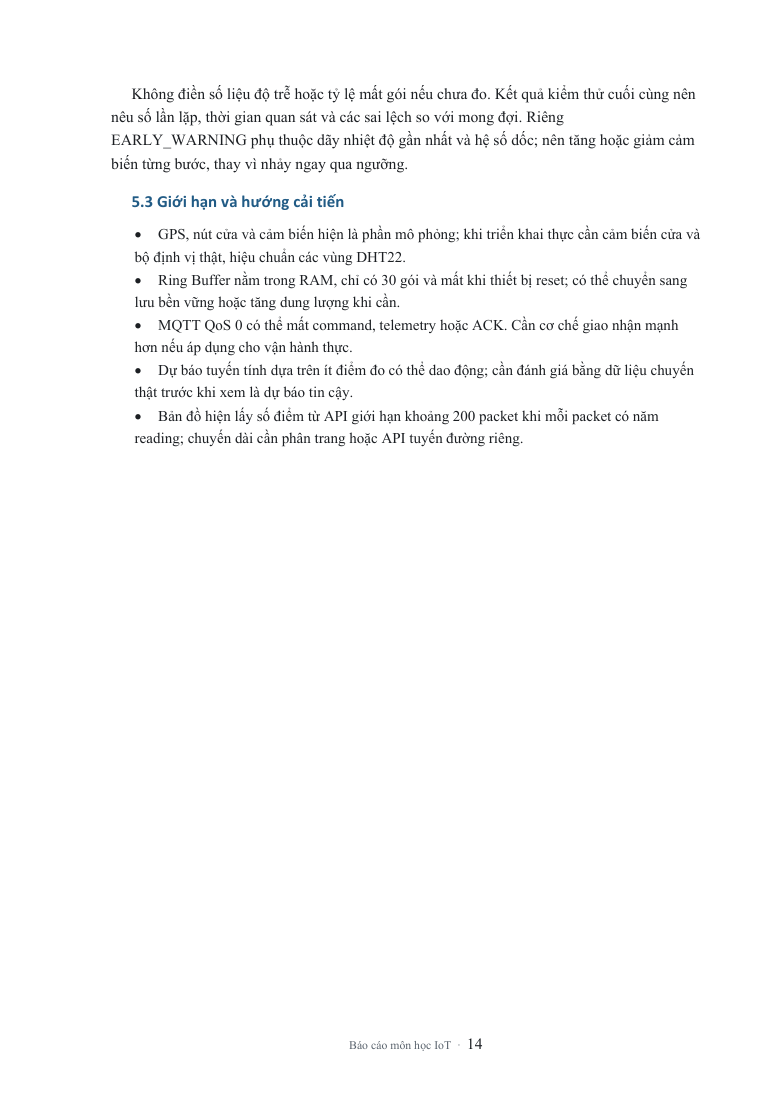 Không điền số liệu độ trễ hoặc tỷ lệ mất gói nếu chưa đo. Kết quả kiểm thử cuối cùng nên
nêu số lần lặp, thời gian quan sát và các sai lệch so với mong đợi. Riêng
EARLY_WARNING phụ thuộc dãy nhiệt độ gần nhất và hệ số dốc; nên tăng hoặc giảm cảm
biến từng bước, thay vì nhảy ngay qua ngưỡng.
5.3 Giới hạn và hướng cải tiến
• GPS, nút cửa và cảm biến hiện là phần mô phỏng; khi triển khai thực cần cảm biến cửa và
bộ định vị thật, hiệu chuẩn các vùng DHT22.
• Ring Buffer nằm trong RAM, chỉ có 30 gói và mất khi thiết bị reset; có thể chuyển sang
lưu bền vững hoặc tăng dung lượng khi cần.
• MQTT QoS 0 có thể mất command, telemetry hoặc ACK. Cần cơ chế giao nhận mạnh
hơn nếu áp dụng cho vận hành thực.
• Dự báo tuyến tính dựa trên ít điểm đo có thể dao động; cần đánh giá bằng dữ liệu chuyến
thật trước khi xem là dự báo tin cậy.
• Bản đồ hiện lấy số điểm từ API giới hạn khoảng 200 packet khi mỗi packet có năm
reading; chuyến dài cần phân trang hoặc API tuyến đường riêng.
Báo cáo môn học IoT · 14